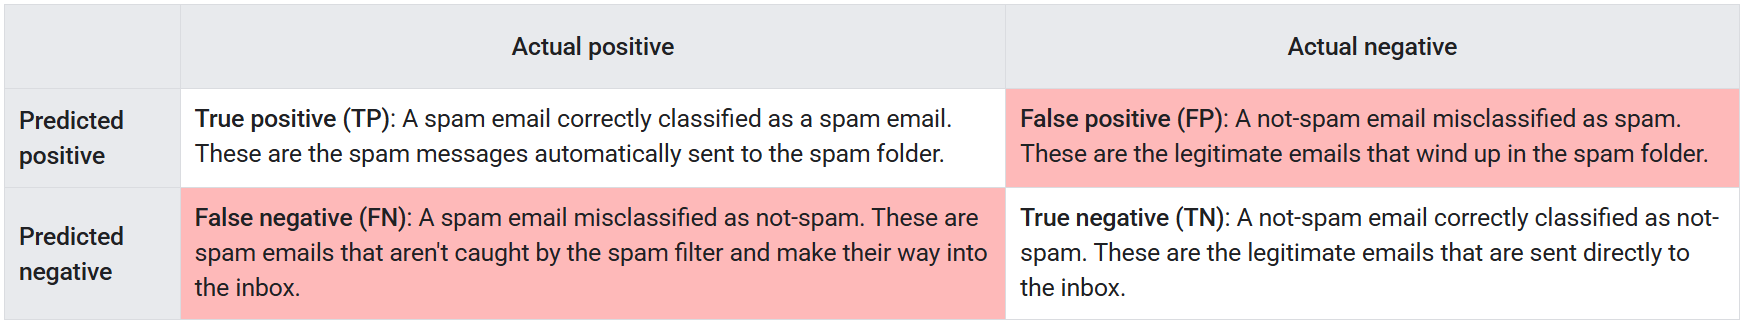 Actual positive
Actual negative
Predicted
positive
True positive (TP): A spam email correctly classified as a spam email.
These are the spam messages automatically sent to the spam folder.
False positive (FP): A not-spam email misclassified as spam.
These are the legitimate emails that wind up in the spam folder.
Predicted
negative
False negative (FN): A spam email misclassified as not-spam. These are
spam emails that aren't caught by the spam filter and make their way into
the inbox.
True negative (TN): A not-spam email correctly classified as not-
spam. These are the legitimate emails that are sent directly to
the inbox.